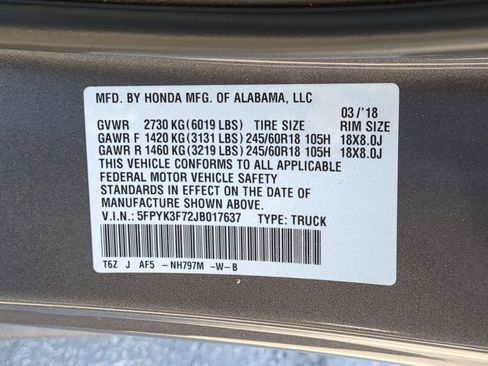 MFD. BY HONDA MFG. OF ALABAMA, LLC
03 /'18
GVWR 2730 KG(6019 LBS) TIRE SIZE RIM SIZE
GAWR F 1420 KG(3131 LBS) 245/60R18 105H 18X8.0J
GAWR R 1460 KG(3219 LBS) 245/60R18 105H 18X8.0J
THIS VEHICLE CONFORMS TO ALL APPLICABLE
FEDERAL MOTOR VEHICLE SAFETY
STANDARDS IN EFFECT ON THE DATE OF
MANUFACTURE SHOWN ABOVE.
V.I.N.: 5FPYK3F72JB017637 TYPE: TRUCK
T6Z J AF5 - NH797M -W-B